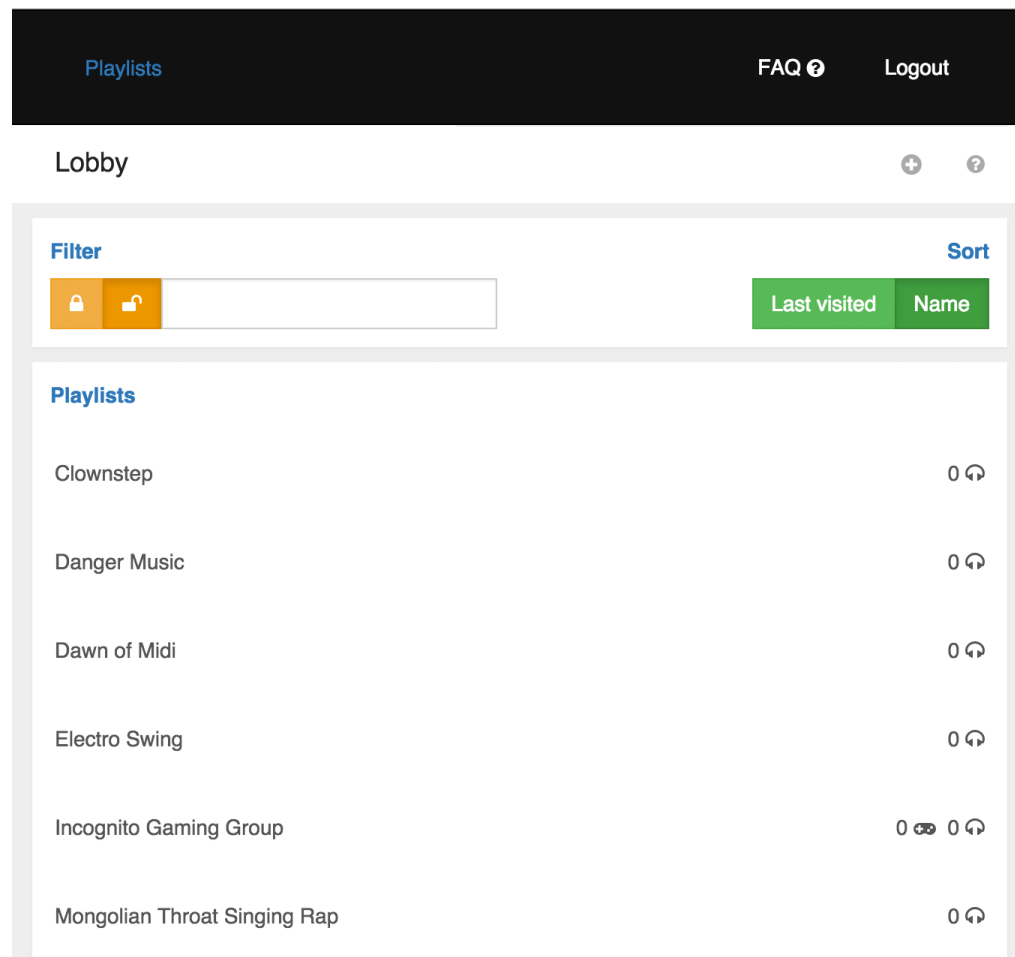 Playlists FAQ Logout
Lobby
Filter Sort
Last visited Name
Playlists
Clownstep 0
Danger Music 0
Dawn of Midi 0
Electro Swing 0
Incognito Gaming Group 0 0
Mongolian Throat Singing Rap 0